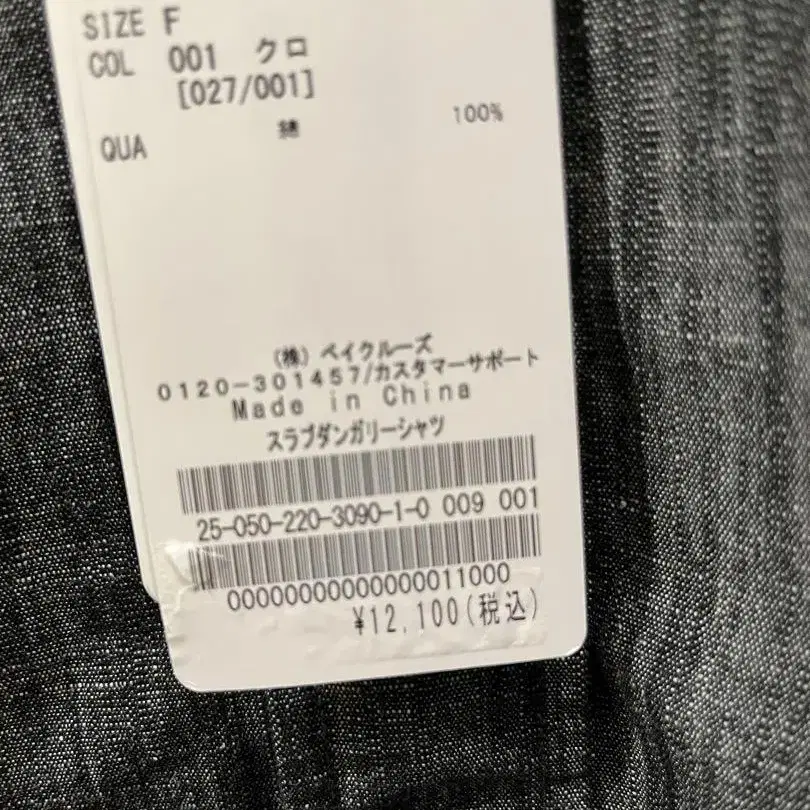 SIZE F
COL 001 クロ
[027/001]
QUA 綿 100%
(株) ベイクルーズ
0120-301457/カスタマーサポート
Made in China
スラブダンガリーシャツ
25-050-220-3090-1-0 009 001
00000000000000011000
¥12,100(税込)